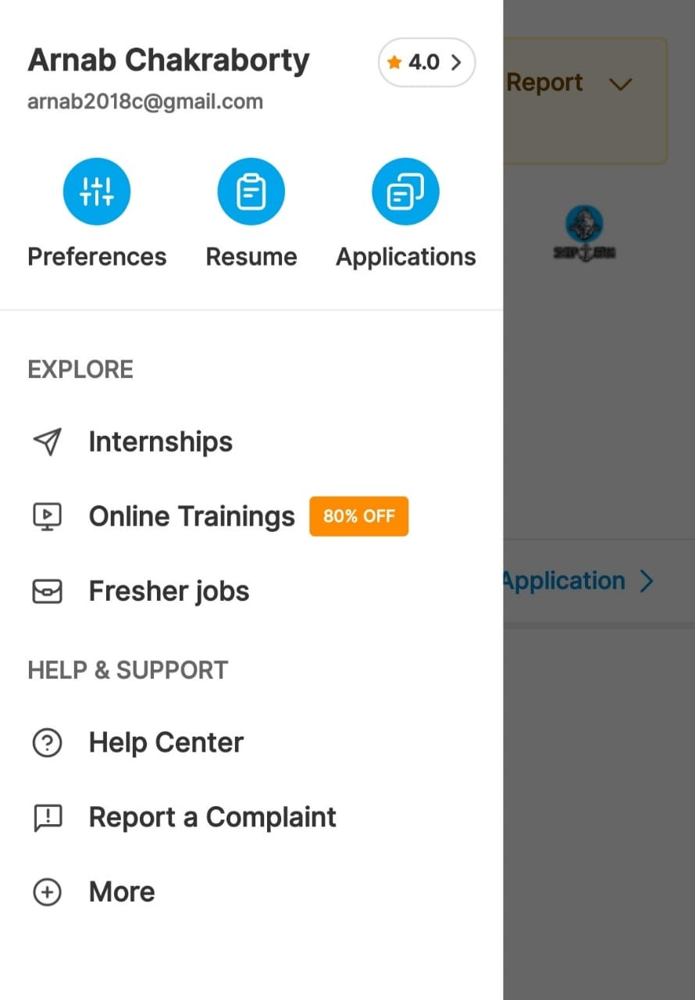 Arnab Chakraborty
4.0
arnab2018c@gmail.com
Preferences
Resume
Applications
EXPLORE
Internships
Online Trainings
80% OFF
Fresher jobs
HELP & SUPPORT
Help Center
Report a Complaint
More
Report
Application